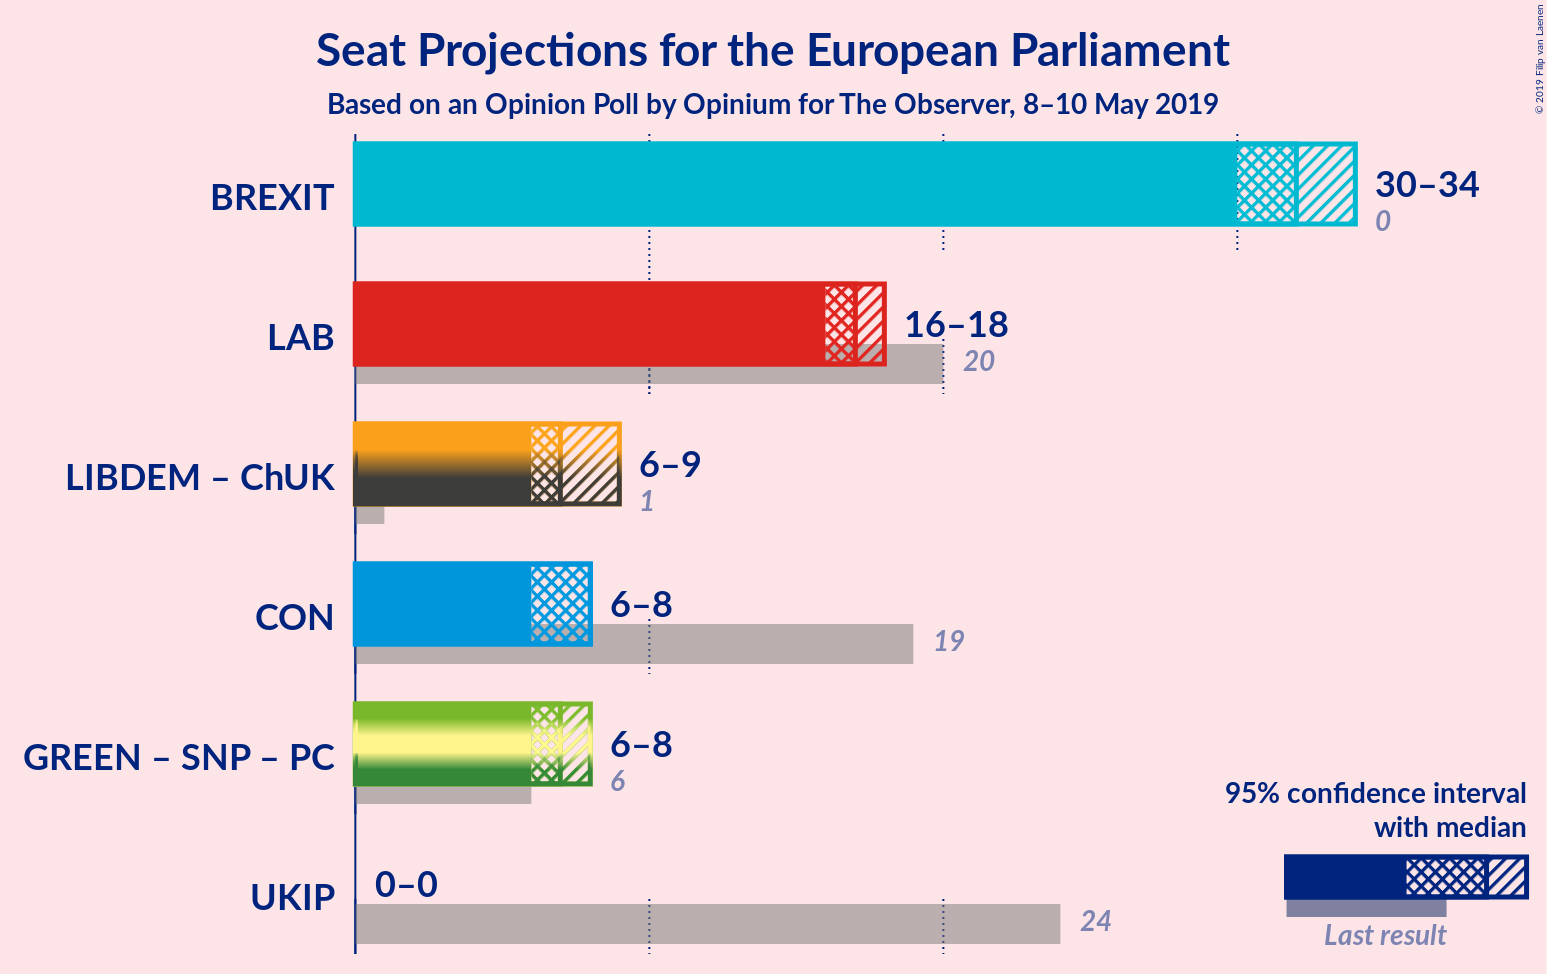 Seat Projections for the European Parliament
Based on an Opinion Poll by Opinium for The Observer, 8–10 May 2019
© 2019 Filip van Laenen
BREXIT
30–34
0
LAB
16–18
20
LIBDEM – ChUK
6–9
1
CON
6–8
19
GREEN – SNP – PC
6–8
6
UKIP
0–0
24
95% confidence interval
with median
Last result